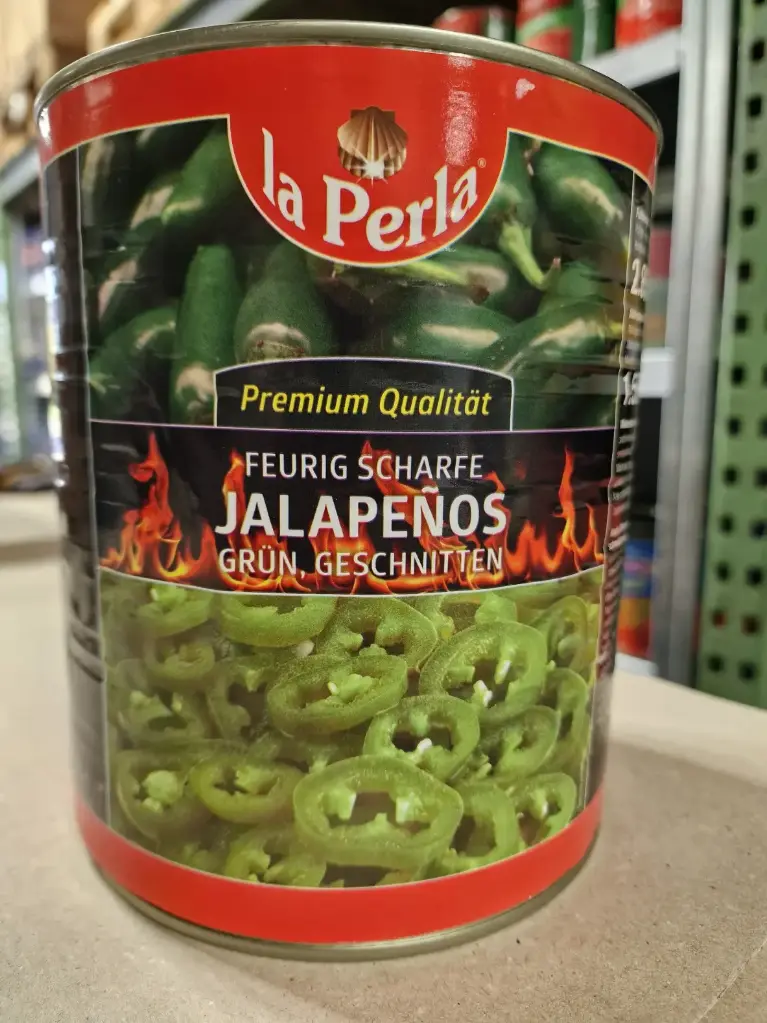 la Perla®
Premium Qualität
FEURIG SCHARFE
JALAPEÑOS
GRÜN, GESCHNITTEN